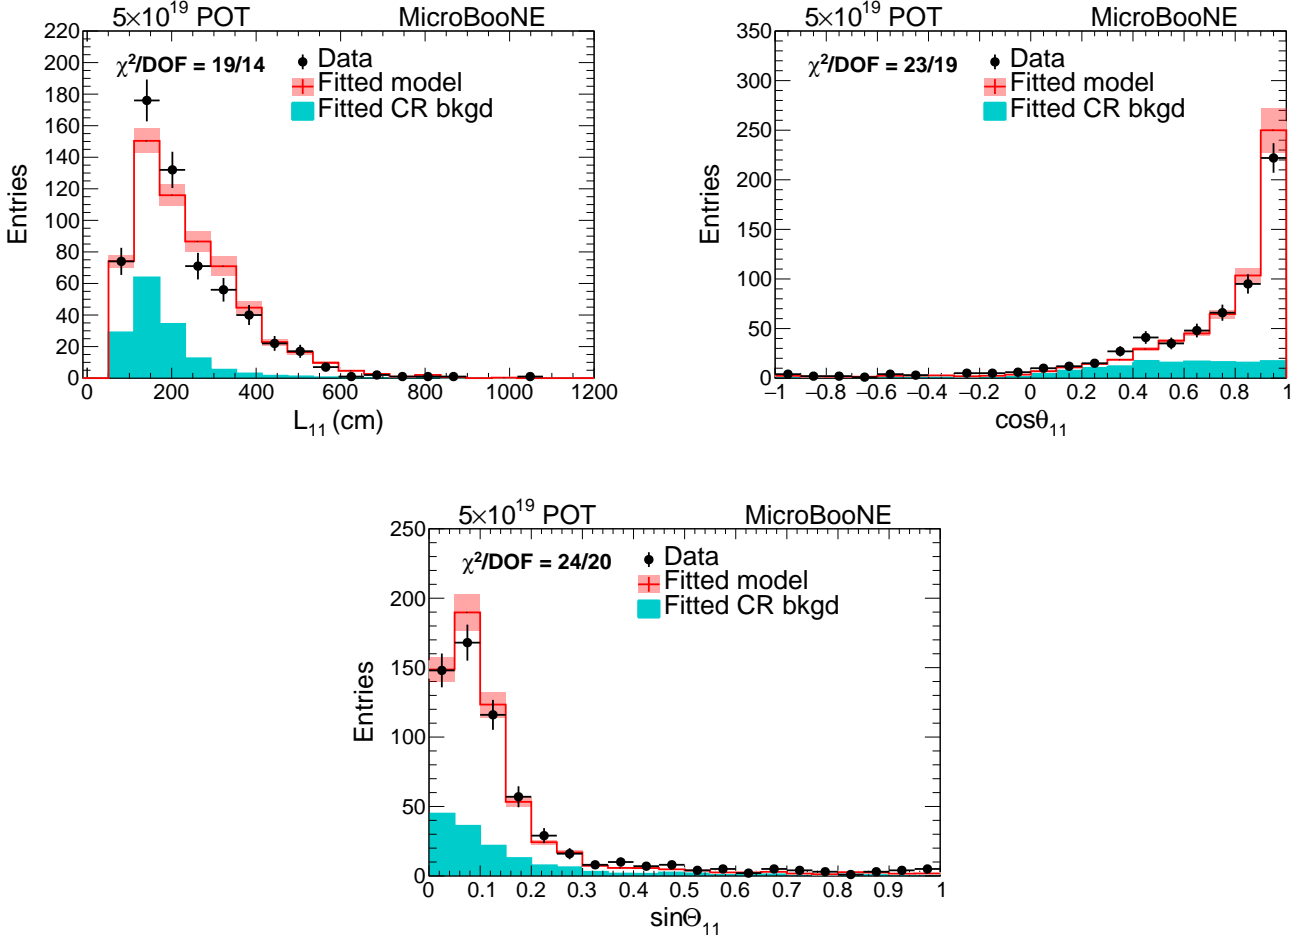 5×10¹⁹ POT MicroBooNE
χ²/DOF = 19/14
Data
Fitted model
Fitted CR bkgd
Entries
220
200
180
160
140
120
100
80
60
40
20
0
0 200 400 600 800 1000 1200
L₁₁ (cm)
5×10¹⁹ POT MicroBooNE
χ²/DOF = 23/19
Data
Fitted model
Fitted CR bkgd
Entries
350
300
250
200
150
100
50
0
−1 −0.8 −0.6 −0.4 −0.2 0 0.2 0.4 0.6 0.8 1
cosθ₁₁
5×10¹⁹ POT MicroBooNE
χ²/DOF = 24/20
Data
Fitted model
Fitted CR bkgd
Entries
250
200
150
100
50
0
0 0.1 0.2 0.3 0.4 0.5 0.6 0.7 0.8 0.9 1
sinΘ₁₁